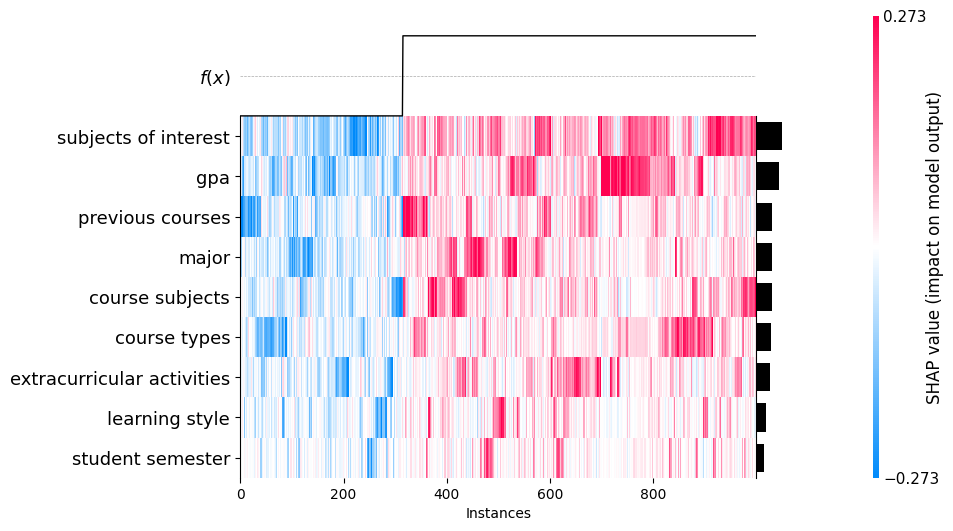 f(x)
subjects of interest
gpa
previous courses
major
course subjects
course types
extracurricular activities
learning style
student semester
0 200 400 600 800
Instances
0.273
SHAP value (impact on model output)
−0.273